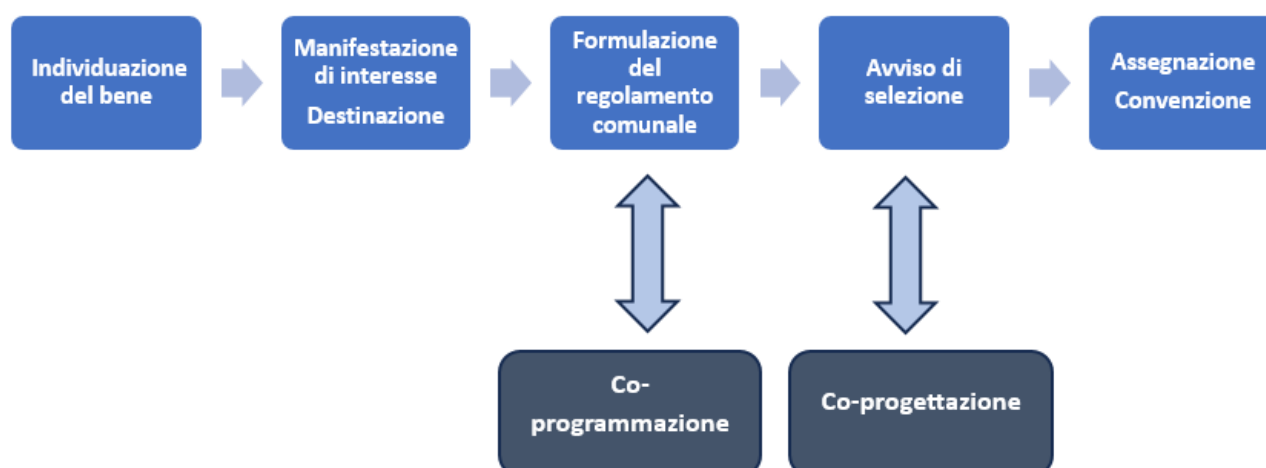 Individuazione
del bene
Manifestazione
di interesse
Destinazione
Formulazione
del
regolamento
comunale
Avviso di
selezione
Assegnazione
Convenzione
Co-
programmazione
Co-progettazione